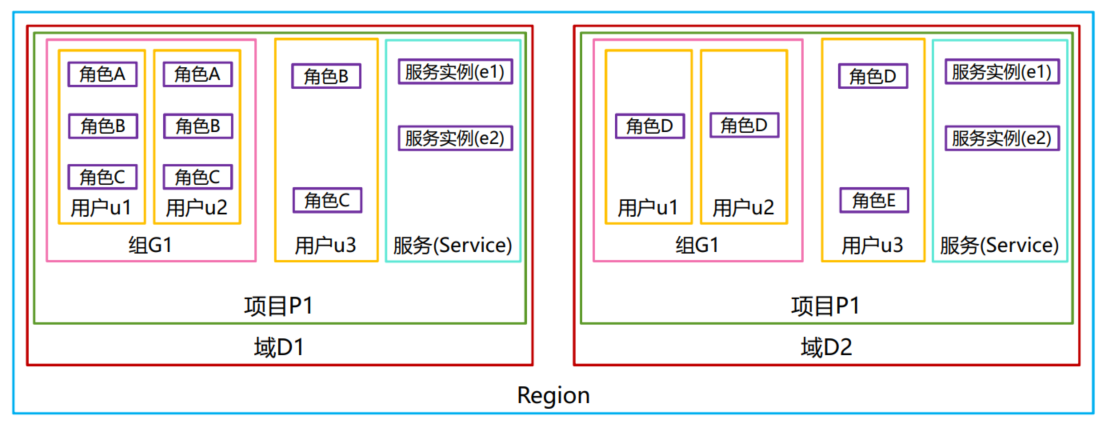 角色A
角色A
角色B
角色B
角色C
角色C
用户u1
用户u2
组G1
角色B
角色C
用户u3
服务实例(e1)
服务实例(e2)
服务(Service)
项目P1
域D1
角色D
角色D
用户u1
用户u2
组G1
角色D
角色E
用户u3
服务实例(e1)
服务实例(e2)
服务(Service)
项目P1
域D2
Region